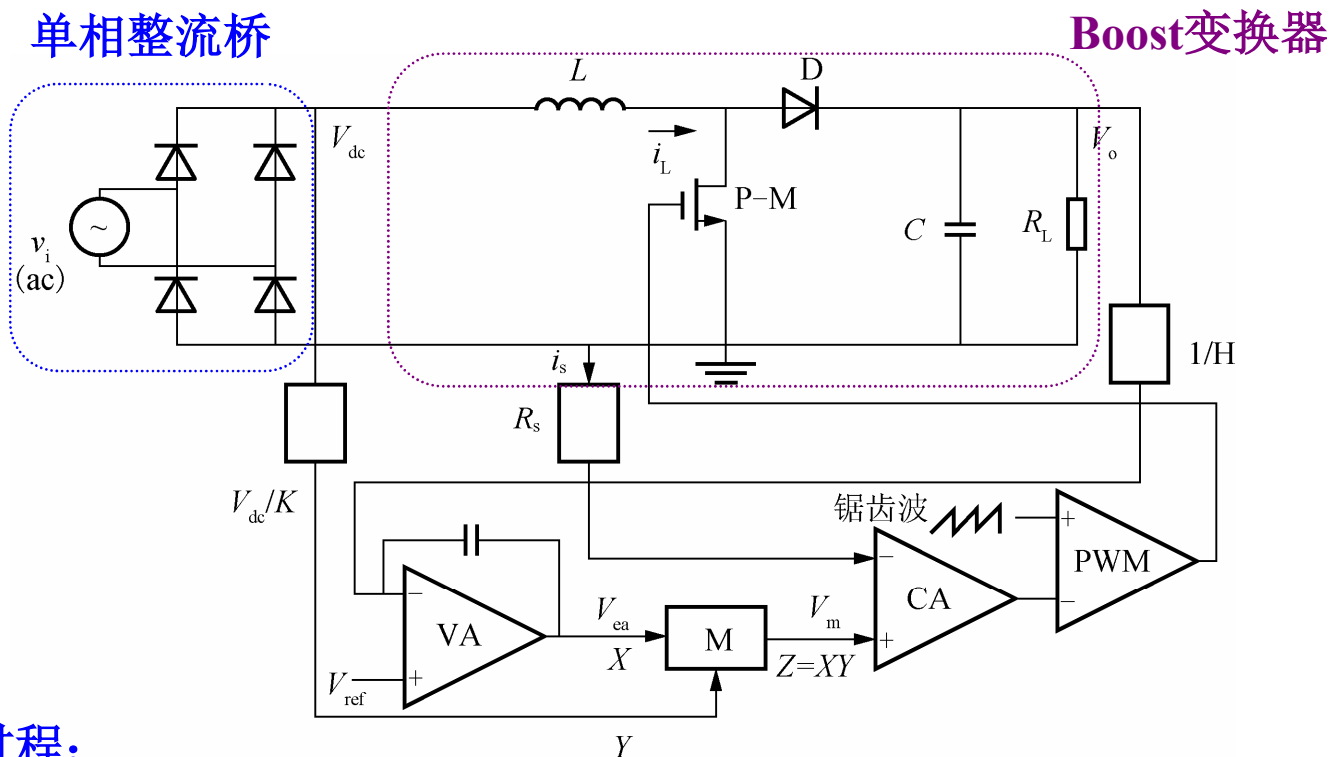 单相整流桥
Boost变换器
L
D
Vdc
iL
Vo
P-M
C
RL
~
vi
(ac)
is
1/H
Rs
Vdc/K
锯齿波
+
PWM
−
−
CA
+
−
VA
+
Vref
Vea
X
M
Vm
Z=XY
Y
过程：